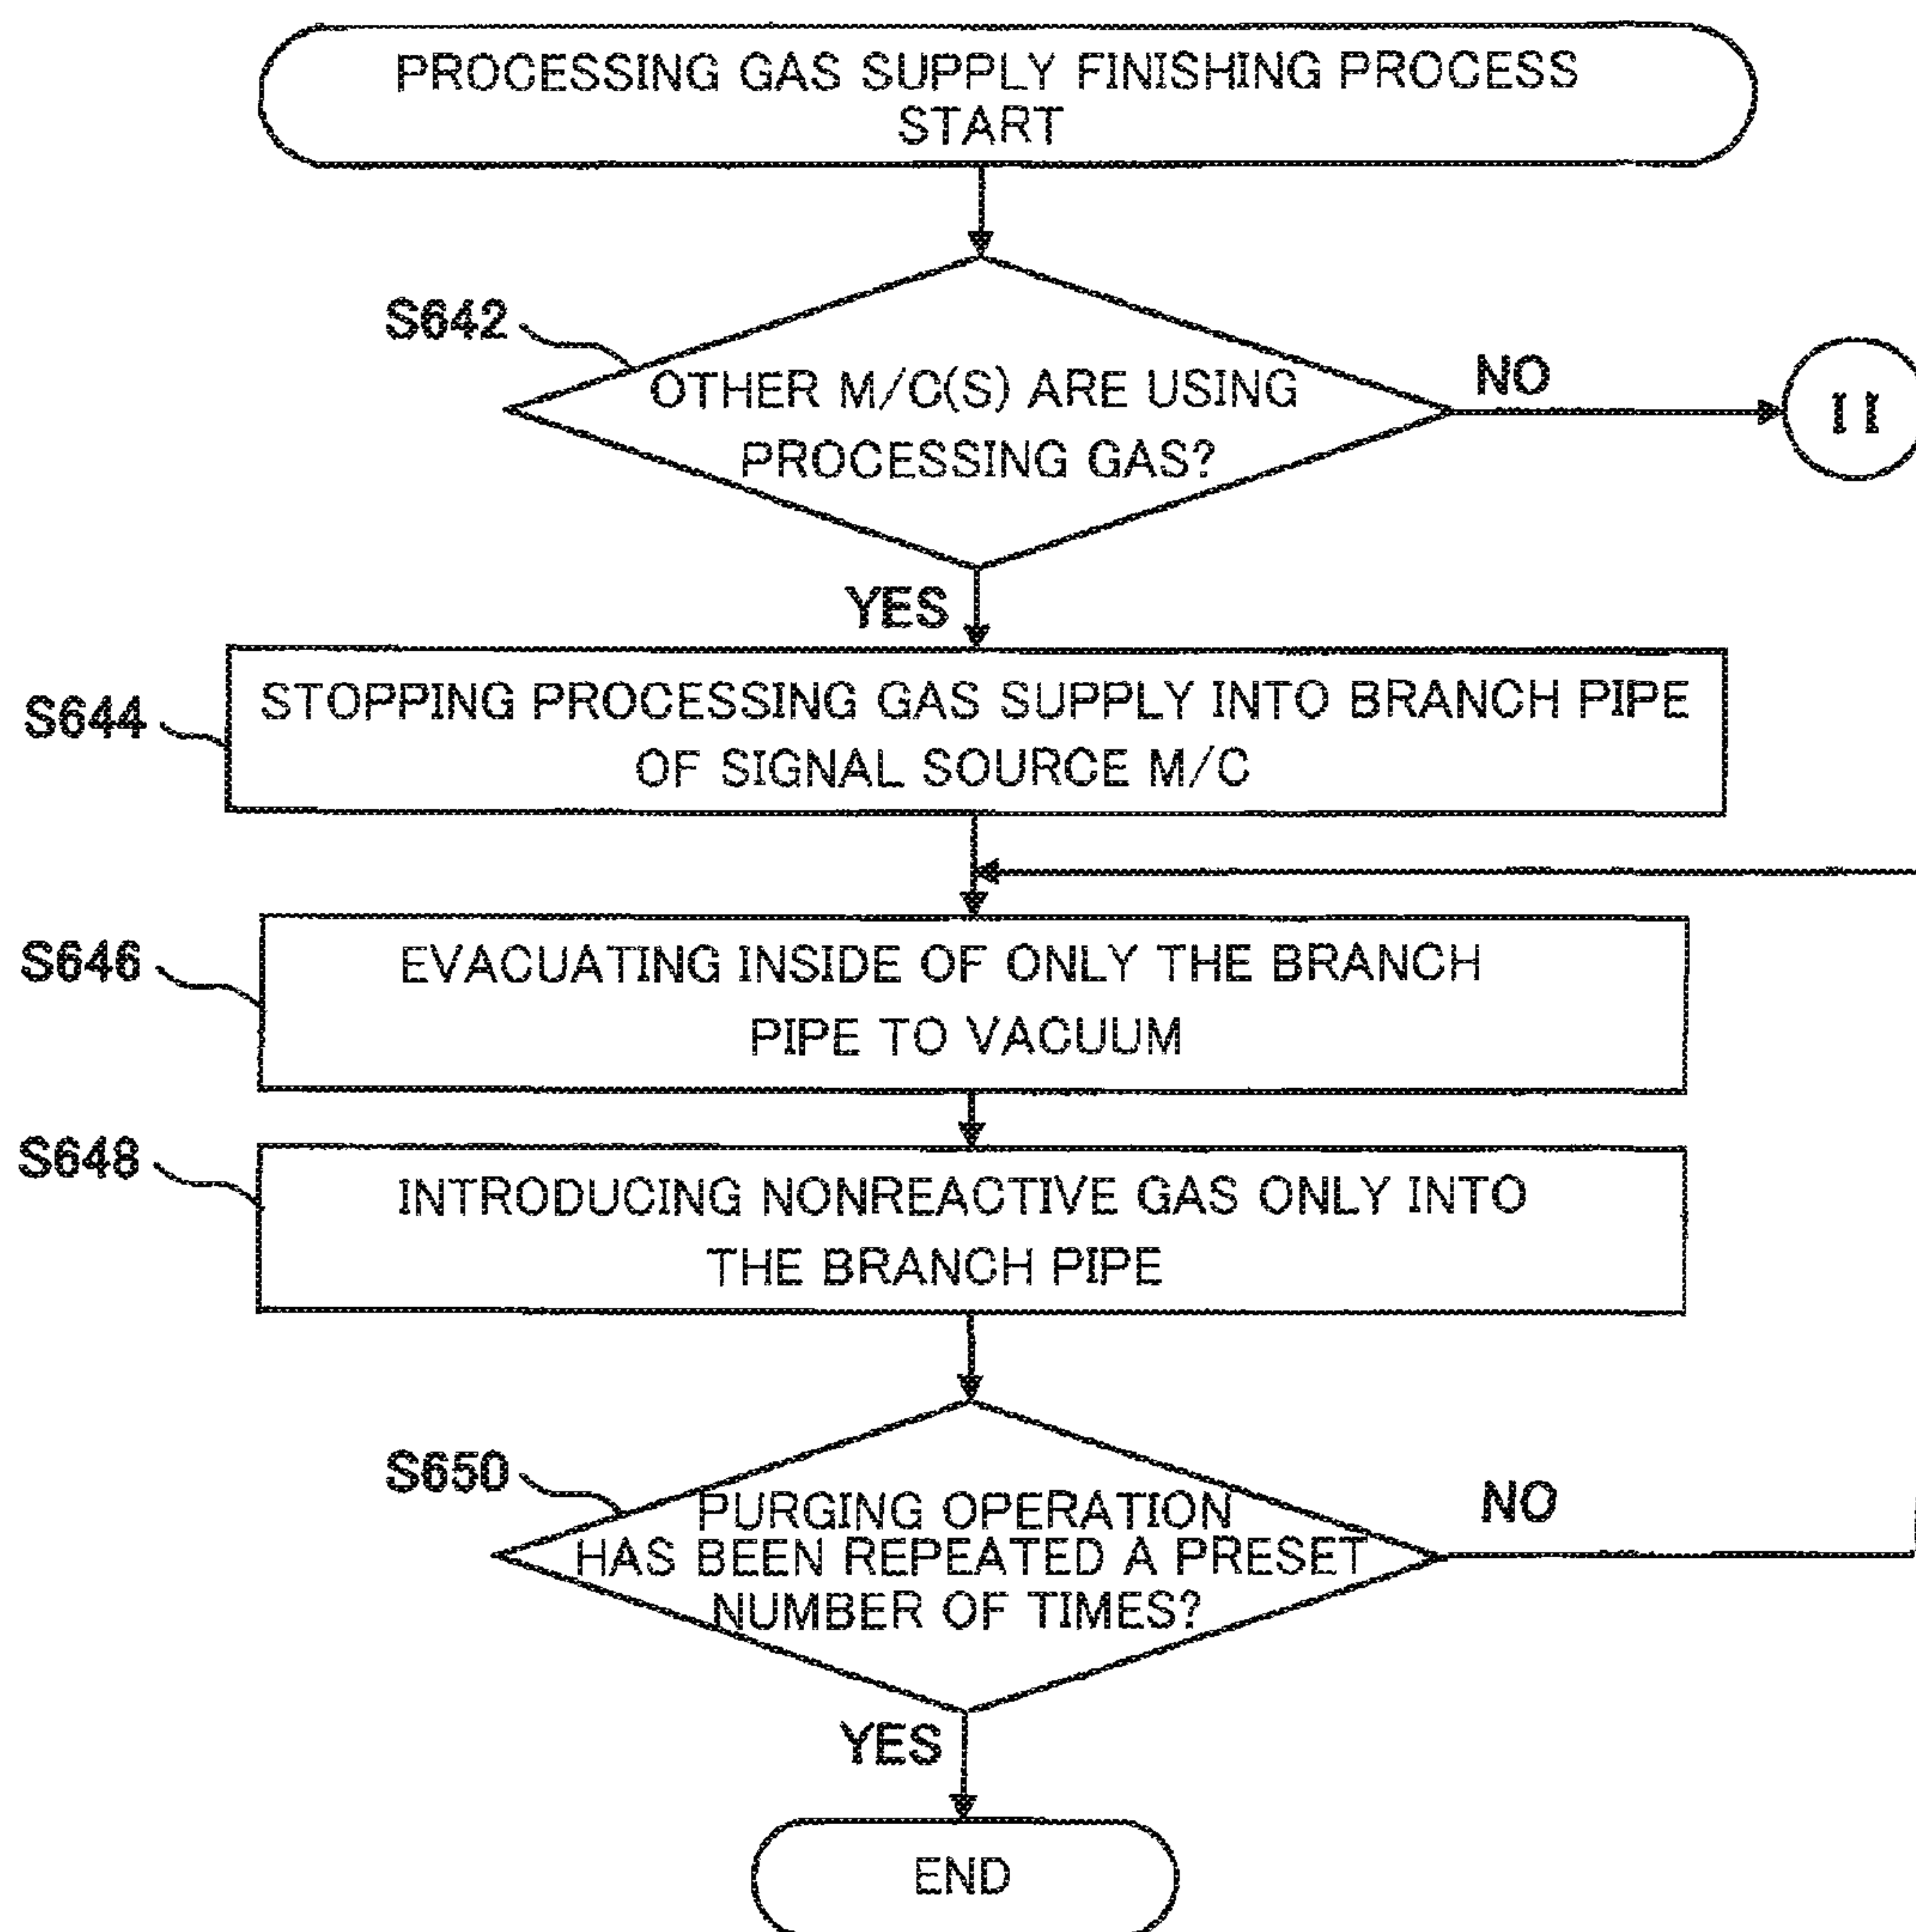 PROCESSING GAS SUPPLY FINISHING PROCESS
START
S642
OTHER M/C(S) ARE USING
PROCESSING GAS?
NO
II
YES
S644
STOPPING PROCESSING GAS SUPPLY INTO BRANCH PIPE
OF SIGNAL SOURCE M/C
S646
EVACUATING INSIDE OF ONLY THE BRANCH
PIPE TO VACUUM
S648
INTRODUCING NONREACTIVE GAS ONLY INTO
THE BRANCH PIPE
S650
PURGING OPERATION
HAS BEEN REPEATED A PRESET
NUMBER OF TIMES?
NO
YES
END